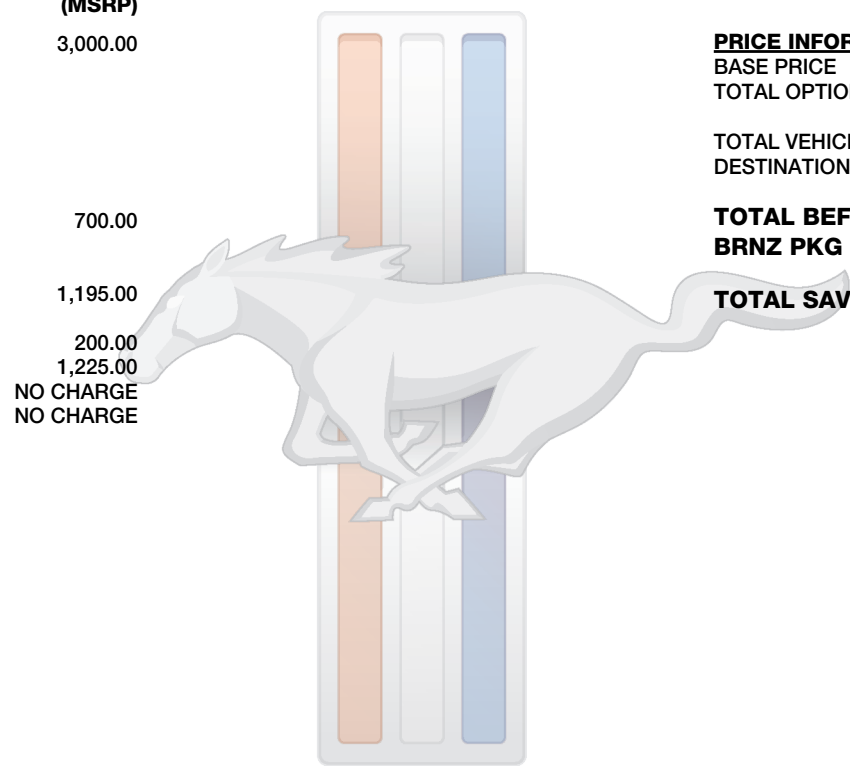 (MSRP)
3,000.00
700.00
1,195.00
200.00
1,225.00
NO CHARGE
NO CHARGE
PRICE INFOR
BASE PRICE
TOTAL OPTIO
TOTAL VEHICL
DESTINATION
TOTAL BEF
BRNZ PKG
TOTAL SAV